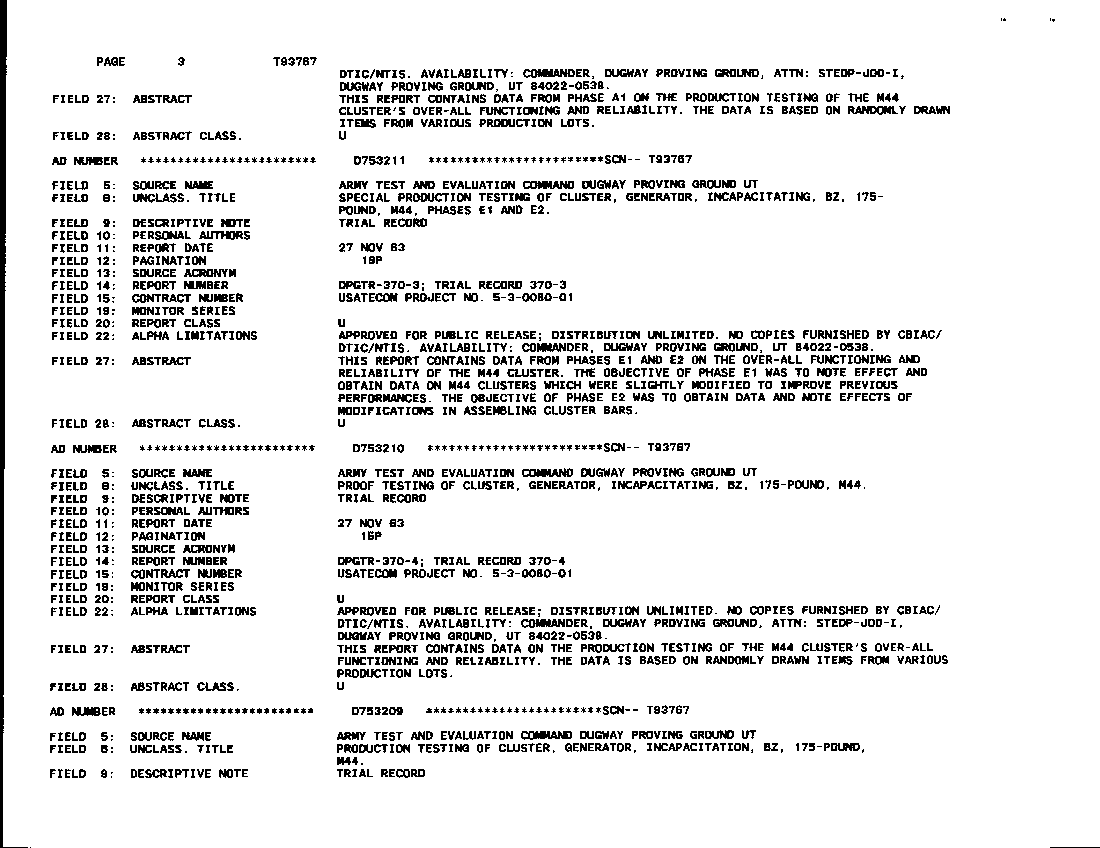 PAGE 3 T93767
DTIC/NTIS. AVAILABILITY: COMMANDER, DUGWAY PROVING GROUND, ATTN: STEDP-JOD-I,
DUGWAY PROVING GROUND, UT 84022-0538.
FIELD 27: ABSTRACT THIS REPORT CONTAINS DATA FROM PHASE A1 ON THE PRODUCTION TESTING OF THE M44
CLUSTER'S OVER-ALL FUNCTIONING AND RELIABILITY. THE DATA IS BASED ON RANDOMLY DRAWN
ITEMS FROM VARIOUS PRODUCTION LOTS.
FIELD 28: ABSTRACT CLASS. U
AD NUMBER ************************ D753211 ************************SCN-- T93767
FIELD 5: SOURCE NAME ARMY TEST AND EVALUATION COMMAND DUGWAY PROVING GROUND UT
FIELD 6: UNCLASS. TITLE SPECIAL PRODUCTION TESTING OF CLUSTER, GENERATOR, INCAPACITATING, BZ, 175-
POUND, M44, PHASES E1 AND E2.
FIELD 9: DESCRIPTIVE NOTE TRIAL RECORD
FIELD 10: PERSONAL AUTHORS
FIELD 11: REPORT DATE 27 NOV 63
FIELD 12: PAGINATION 19P
FIELD 13: SOURCE ACRONYM
FIELD 14: REPORT NUMBER DPGTR-370-3; TRIAL RECORD 370-3
FIELD 15: CONTRACT NUMBER USATECOM PROJECT NO. 5-3-0080-01
FIELD 19: MONITOR SERIES
FIELD 20: REPORT CLASS U
FIELD 22: ALPHA LIMITATIONS APPROVED FOR PUBLIC RELEASE; DISTRIBUTION UNLIMITED. NO COPIES FURNISHED BY CBIAC/
DTIC/NTIS. AVAILABILITY: COMMANDER, DUGWAY PROVING GROUND, UT 84022-0538.
FIELD 27: ABSTRACT THIS REPORT CONTAINS DATA FROM PHASES E1 AND E2 ON THE OVER-ALL FUNCTIONING AND
RELIABILITY OF THE M44 CLUSTER. THE OBJECTIVE OF PHASE E1 WAS TO NOTE EFFECT AND
OBTAIN DATA ON M44 CLUSTERS WHICH WERE SLIGHTLY MODIFIED TO IMPROVE PREVIOUS
PERFORMANCES. THE OBJECTIVE OF PHASE E2 WAS TO OBTAIN DATA AND NOTE EFFECTS OF
MODIFICATIONS IN ASSEMBLING CLUSTER BARS.
FIELD 28: ABSTRACT CLASS. U
AD NUMBER ************************ D753210 ************************SCN-- T93767
FIELD 5: SOURCE NAME ARMY TEST AND EVALUATION COMMAND DUGWAY PROVING GROUND UT
FIELD 6: UNCLASS. TITLE PROOF TESTING OF CLUSTER, GENERATOR, INCAPACITATING, BZ, 175-POUND, M44.
FIELD 9: DESCRIPTIVE NOTE TRIAL RECORD
FIELD 10: PERSONAL AUTHORS
FIELD 11: REPORT DATE 27 NOV 63
FIELD 12: PAGINATION 16P
FIELD 13: SOURCE ACRONYM
FIELD 14: REPORT NUMBER DPGTR-370-4; TRIAL RECORD 370-4
FIELD 15: CONTRACT NUMBER USATECOM PROJECT NO. 5-3-0080-01
FIELD 19: MONITOR SERIES
FIELD 20: REPORT CLASS U
FIELD 22: ALPHA LIMITATIONS APPROVED FOR PUBLIC RELEASE; DISTRIBUTION UNLIMITED. NO COPIES FURNISHED BY CBIAC/
DTIC/NTIS. AVAILABILITY: COMMANDER, DUGWAY PROVING GROUND, ATTN: STEDP-JOD-I,
DUGWAY PROVING GROUND, UT 84022-0538.
FIELD 27: ABSTRACT THIS REPORT CONTAINS DATA ON THE PRODUCTION TESTING OF THE M44 CLUSTER'S OVER-ALL
FUNCTIONING AND RELIABILITY. THE DATA IS BASED ON RANDOMLY DRAWN ITEMS FROM VARIOUS
PRODUCTION LOTS.
FIELD 28: ABSTRACT CLASS. U
AD NUMBER ************************ D753209 ************************SCN-- T93767
FIELD 5: SOURCE NAME ARMY TEST AND EVALUATION COMMAND DUGWAY PROVING GROUND UT
FIELD 6: UNCLASS. TITLE PRODUCTION TESTING OF CLUSTER, GENERATOR, INCAPACITATION, BZ, 175-POUND,
M44.
FIELD 9: DESCRIPTIVE NOTE TRIAL RECORD